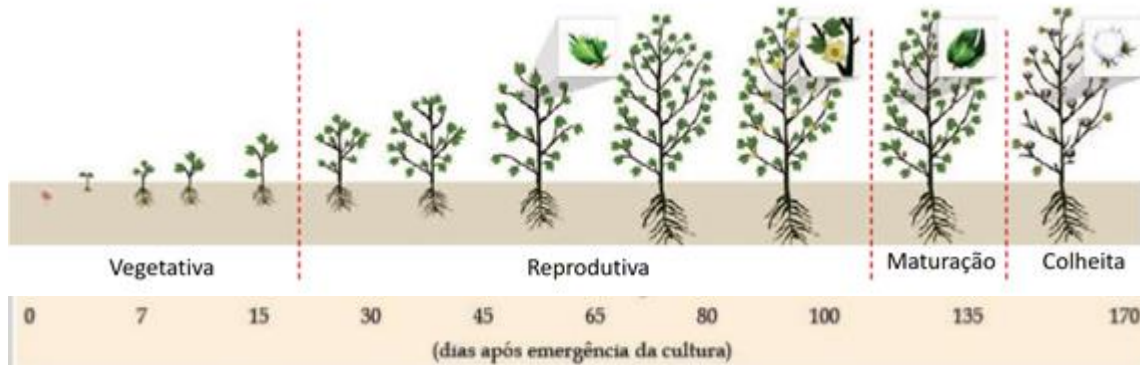 Vegetativa Reprodutiva Maturação Colheita
0 7 15 30 45 65 80 100 135 170
(dias após emergência da cultura)